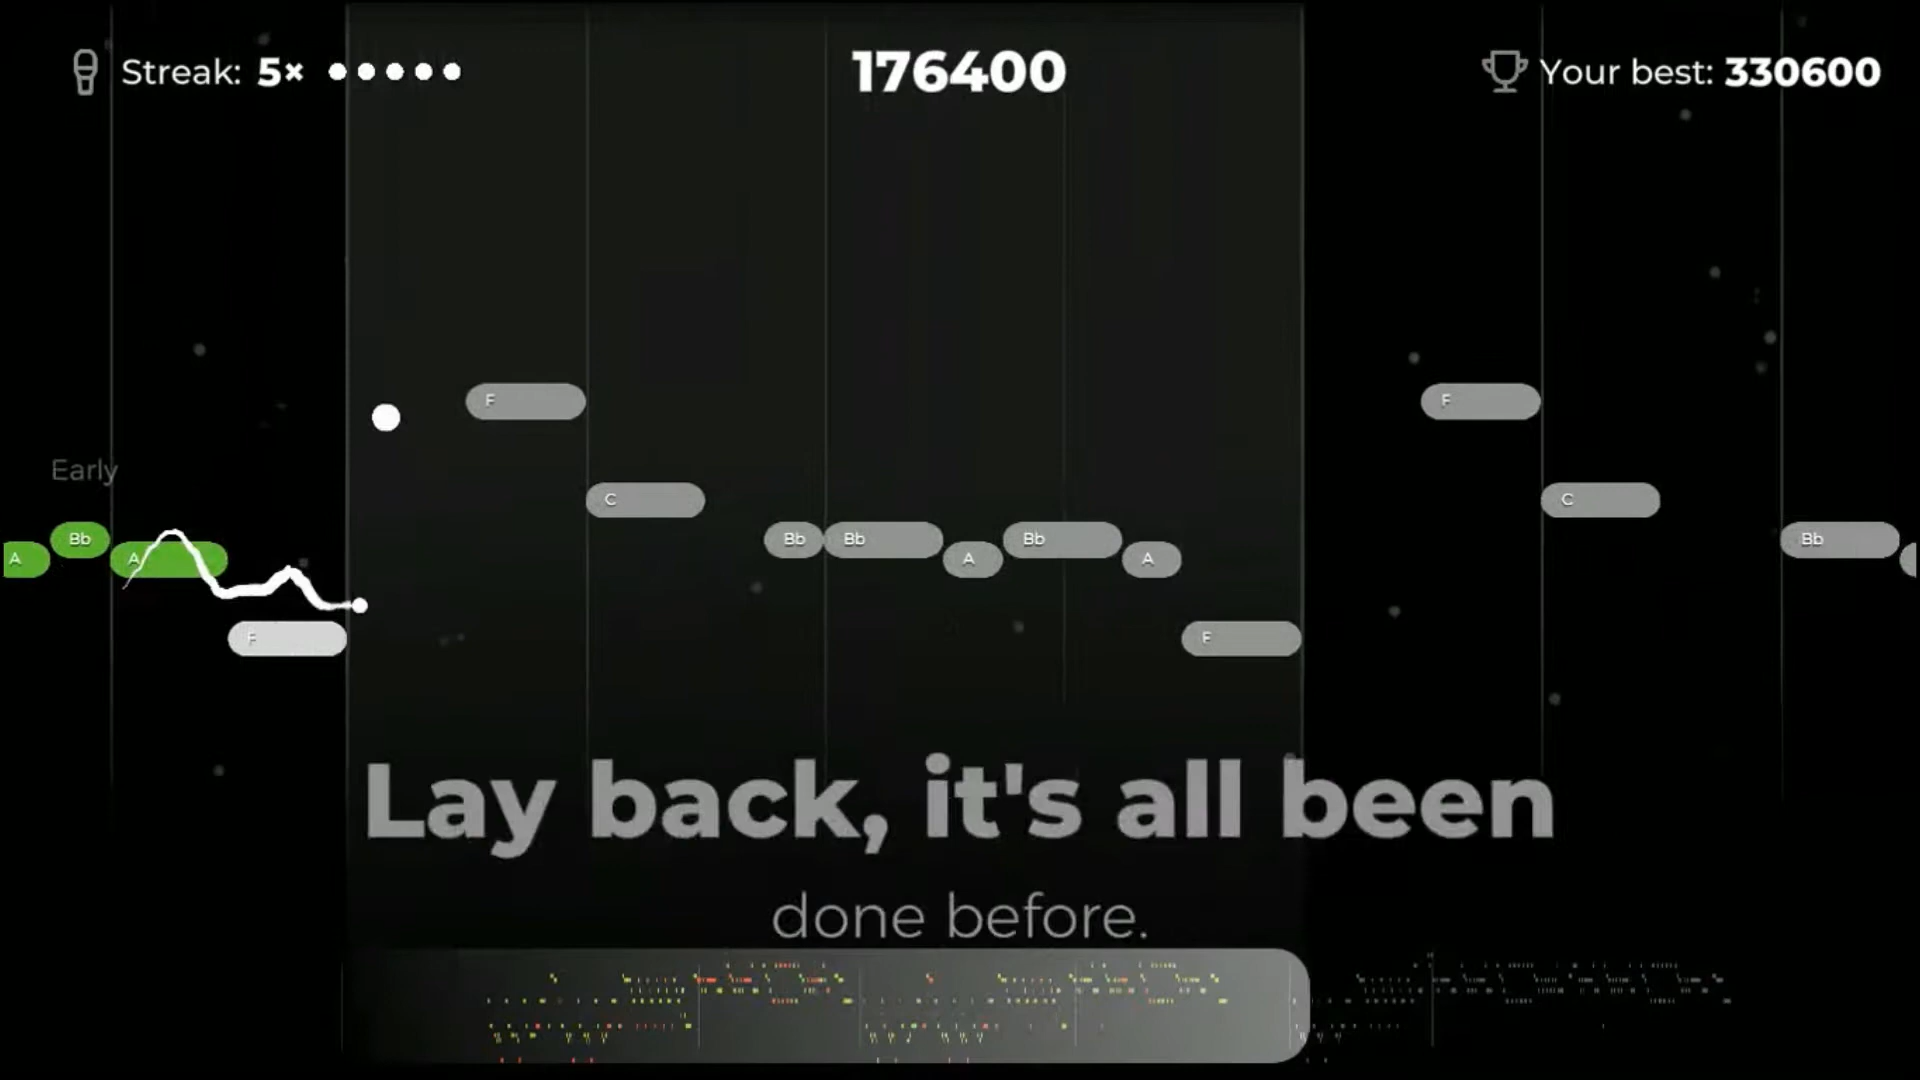 Streak: 5× 176400 Your best: 330600
F F
Early
C C
A Bb A Bb Bb A Bb A Bb
F F
Lay back, it's all been
done before.